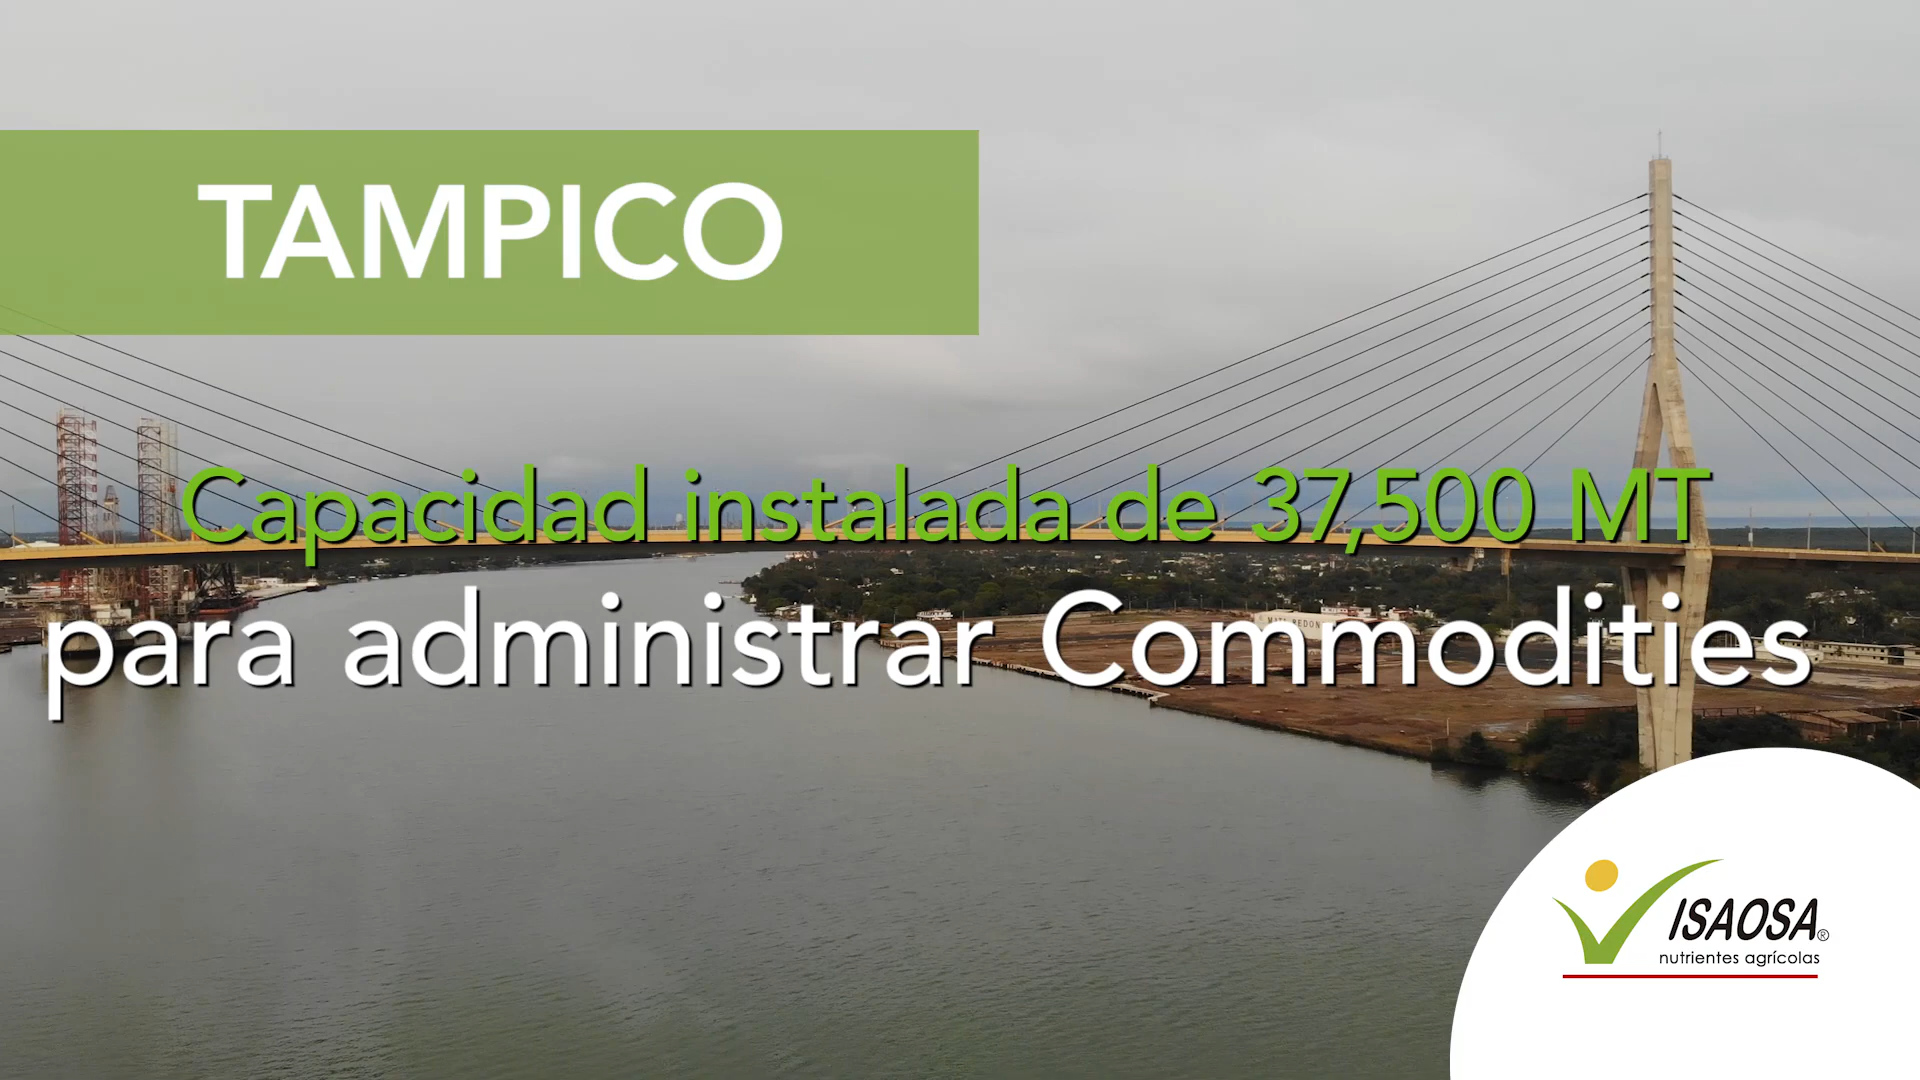 TAMPICO
Capacidad instalada de 37,500 MT
para administrar Commodities
ISAOSA®
nutrientes agrícolas